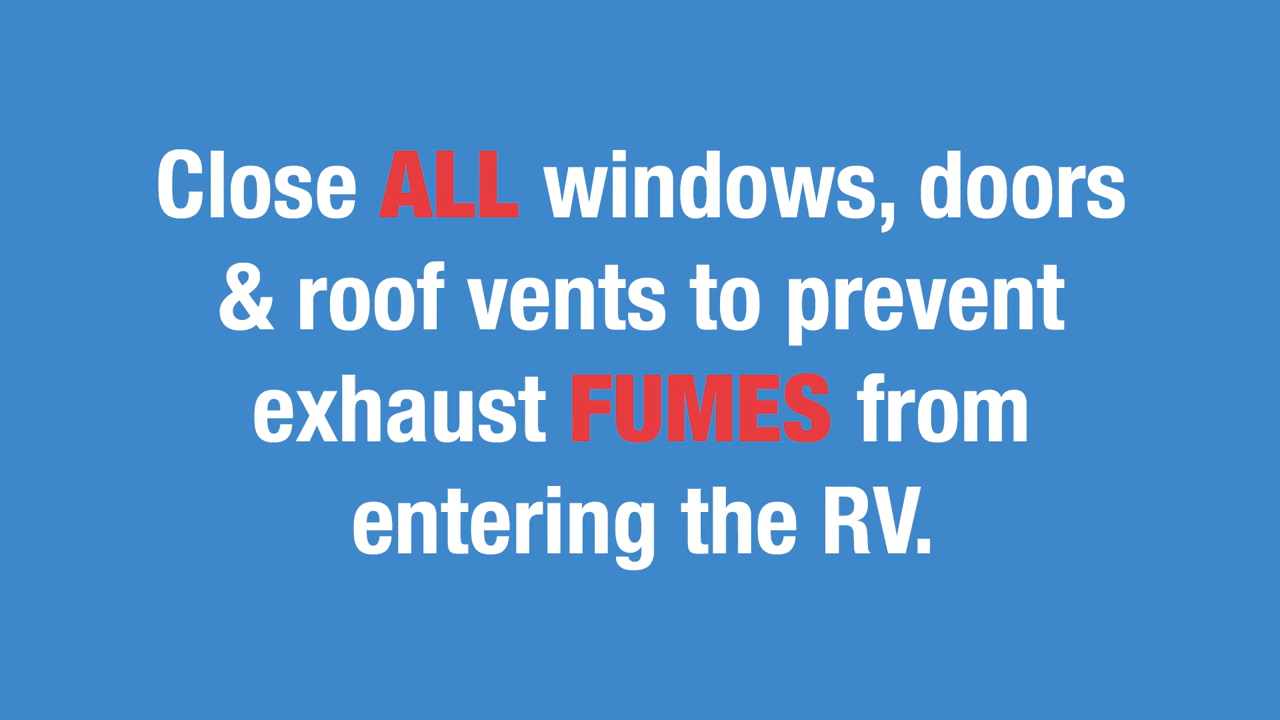 Close ALL windows, doors
& roof vents to prevent
exhaust FUMES from
entering the RV.